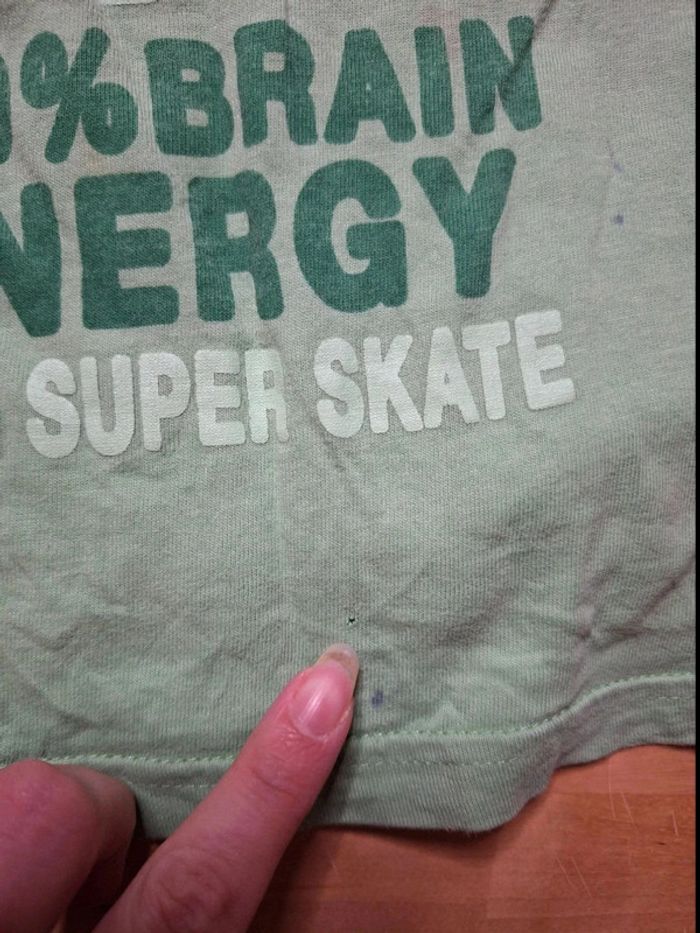 % BRAIN
NERGY
SUPER SKATE